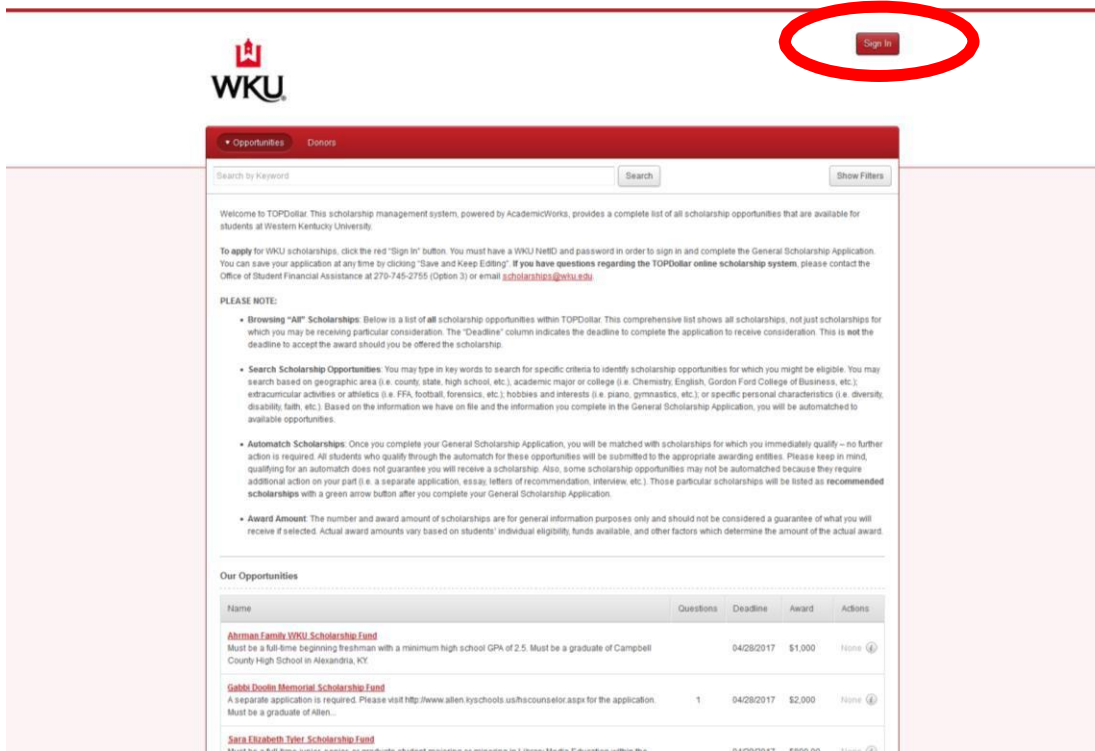 Sign In
WKU
▾ Opportunities Donors
Search by Keyword Search Show Filters
Welcome to TOPDollar. This scholarship management system, powered by AcademicWorks, provides a complete list of all scholarship opportunities that are available for
students at Western Kentucky University.
To apply for WKU scholarships, click the red "Sign In" button. You must have a WKU NetID and password in order to sign in and complete the General Scholarship Application.
You can save your application at any time by clicking "Save and Keep Editing". If you have questions regarding the TOPDollar online scholarship system, please contact the
Office of Student Financial Assistance at 270-745-2755 (Option 3) or email scholarships@wku.edu.
PLEASE NOTE:
• Browsing "All" Scholarships: Below is a list of all scholarship opportunities within TOPDollar. This comprehensive list shows all scholarships, not just scholarships for
which you may be receiving particular consideration. The "Deadline" column indicates the deadline to complete the application to receive consideration. This is not the
deadline to accept the award should you be offered the scholarship.
• Search Scholarship Opportunities: You may type in key words to search for specific criteria to identify scholarship opportunities for which you might be eligible. You may
search based on geographic area (i.e. county, state, high school, etc.), academic major or college (i.e. Chemistry, English, Gordon Ford College of Business, etc.);
extracurricular activities or athletics (i.e. FFA, football, forensics, etc.); hobbies and interests (i.e. piano, gymnastics, etc.); or specific personal characteristics (i.e. diversity,
disability, faith, etc.). Based on the information we have on file and the information you complete in the General Scholarship Application, you will be automatched to
available opportunities.
• Automatch Scholarships: Once you complete your General Scholarship Application, you will be matched with scholarships for which you immediately qualify – no further
action is required. All students who qualify through the automatch for these opportunities will be submitted to the appropriate awarding entities. Please keep in mind,
qualifying for an automatch does not guarantee you will receive a scholarship. Also, some scholarship opportunities may not be automatched because they require
additional action on your part (i.e. a separate application, essay, letters of recommendation, interview, etc.). Those particular scholarships will be listed as recommended
scholarships with a green arrow button after you complete your General Scholarship Application.
• Award Amount: The number and award amount of scholarships are for general information purposes only and should not be considered a guarantee of what you will
receive if selected. Actual award amounts vary based on students' individual eligibility, funds available, and other factors which determine the amount of the actual award.
Our Opportunities
Name Questions Deadline Award Actions
Ahrman Family WKU Scholarship Fund
Must be a full-time beginning freshman with a minimum high school GPA of 2.5. Must be a graduate of Campbell
County High School in Alexandria, KY.
04/28/2017 $1,000 None
Gabbi Doolin Memorial Scholarship Fund
A separate application is required. Please visit http://www.allen.kyschools.us/hscounselor.aspx for the application.
Must be a graduate of Allen...
1 04/28/2017 $2,000 None
Sara Elizabeth Tyler Scholarship Fund